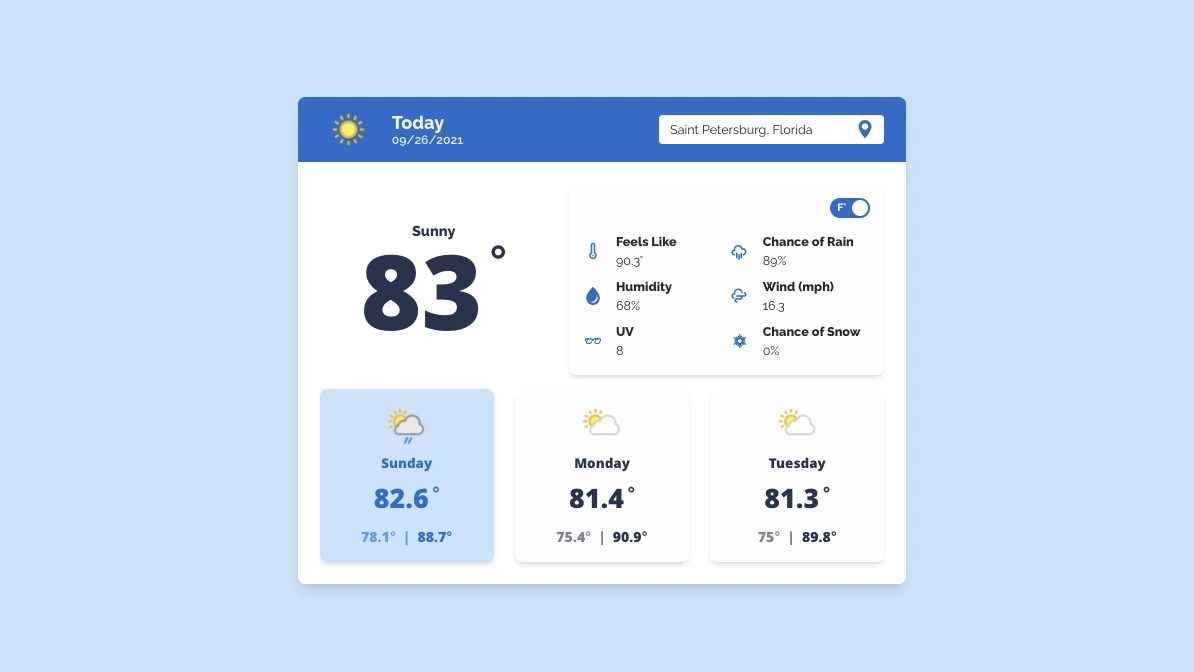 Today
09/26/2021
Saint Petersburg, Florida
Sunny
83°
F°
Feels Like
90.3°
Chance of Rain
89%
Humidity
68%
Wind (mph)
16.3
UV
8
Chance of Snow
0%
Sunday
82.6°
78.1° | 88.7°
Monday
81.4°
75.4° | 90.9°
Tuesday
81.3°
75° | 89.8°